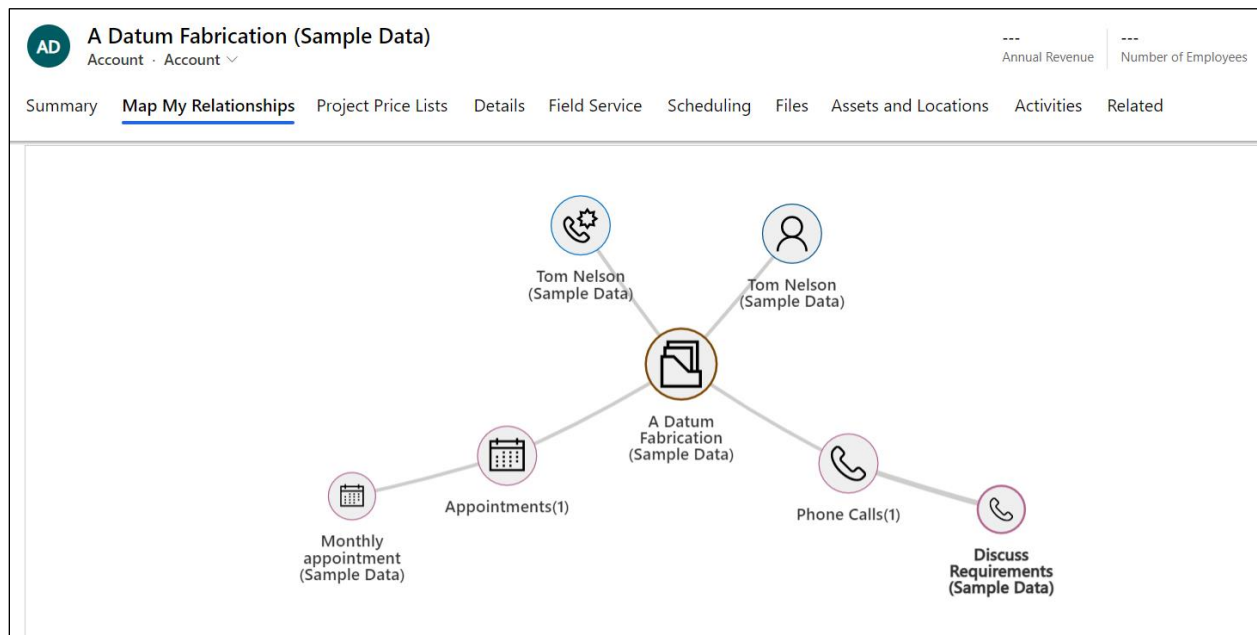 AD
A Datum Fabrication (Sample Data)
Account · Account
---
Annual Revenue
---
Number of Employees
Summary Map My Relationships Project Price Lists Details Field Service Scheduling Files Assets and Locations Activities Related
Tom Nelson
(Sample Data)
Tom Nelson
(Sample Data)
A Datum
Fabrication
(Sample Data)
Appointments(1)
Phone Calls(1)
Monthly
appointment
(Sample Data)
Discuss
Requirements
(Sample Data)